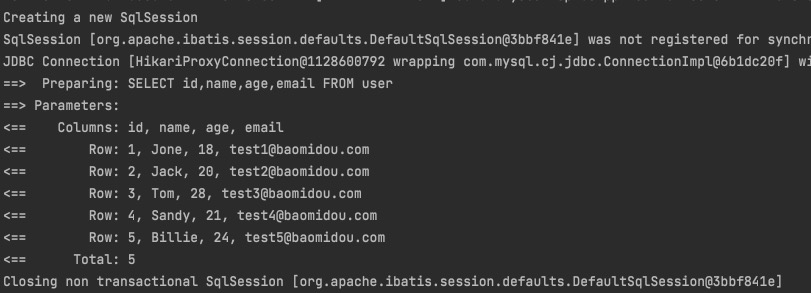 Creating a new SqlSession
SqlSession [org.apache.ibatis.session.defaults.DefaultSqlSession@3bbf841e] was not registered for synchr
JDBC Connection [HikariProxyConnection@1128600792 wrapping com.mysql.cj.jdbc.ConnectionImpl@6b1dc20f] wi
==>  Preparing: SELECT id,name,age,email FROM user
==> Parameters:
<==    Columns: id, name, age, email
<==        Row: 1, Jone, 18, test1@baomidou.com
<==        Row: 2, Jack, 20, test2@baomidou.com
<==        Row: 3, Tom, 28, test3@baomidou.com
<==        Row: 4, Sandy, 21, test4@baomidou.com
<==        Row: 5, Billie, 24, test5@baomidou.com
<==      Total: 5
Closing non transactional SqlSession [org.apache.ibatis.session.defaults.DefaultSqlSession@3bbf841e]